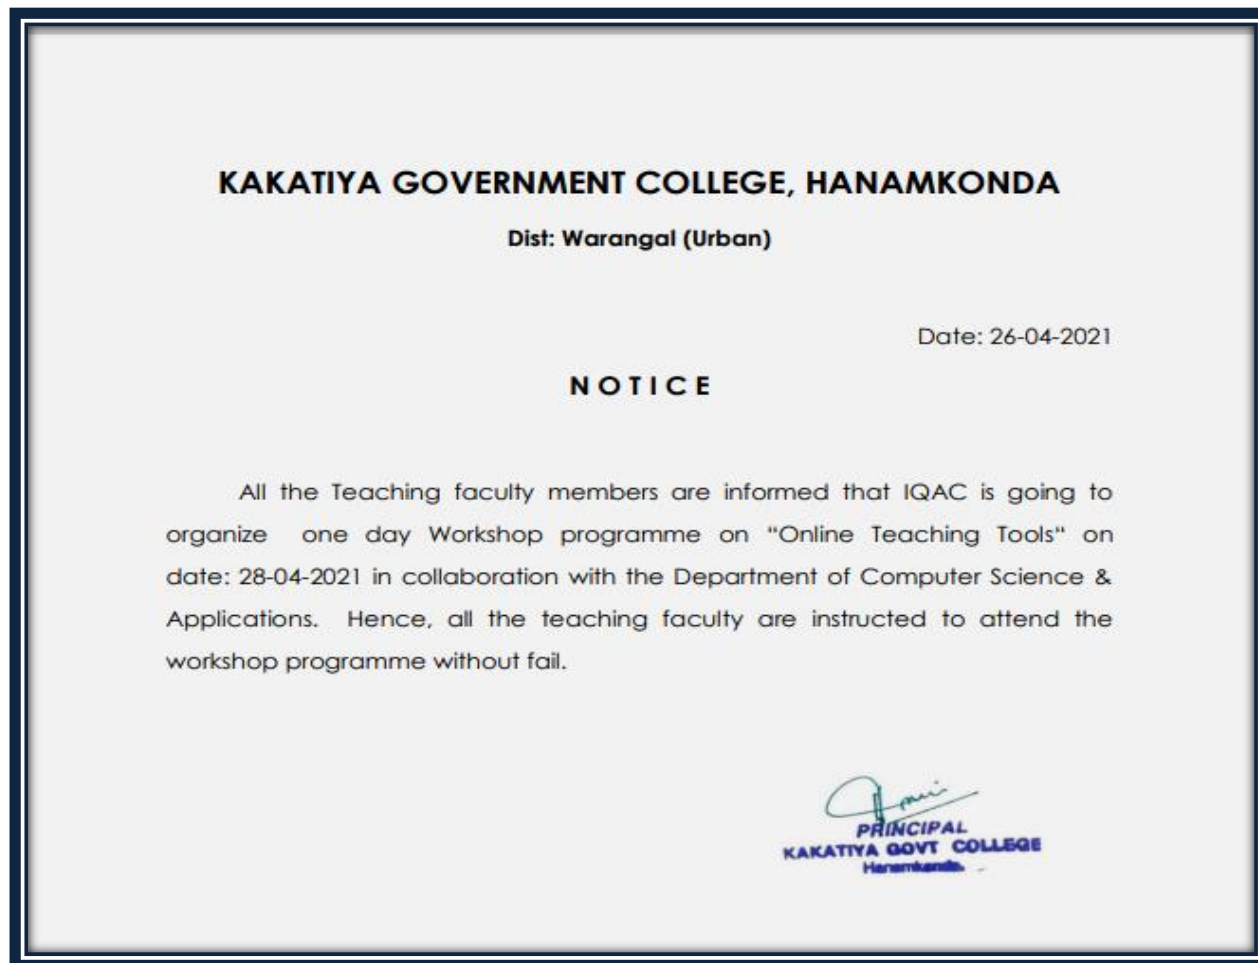 KAKATIYA GOVERNMENT COLLEGE, HANAMKONDA
Dist: Warangal (Urban)
Date: 26-04-2021
NOTICE
All the Teaching faculty members are informed that IQAC is going to
organize one day Workshop programme on “Online Teaching Tools“ on
date: 28-04-2021 in collaboration with the Department of Computer Science &
Applications. Hence, all the teaching faculty are instructed to attend the
workshop programme without fail.
PRINCIPAL
KAKATIYA GOVT COLLEGE
Hanamkonda.